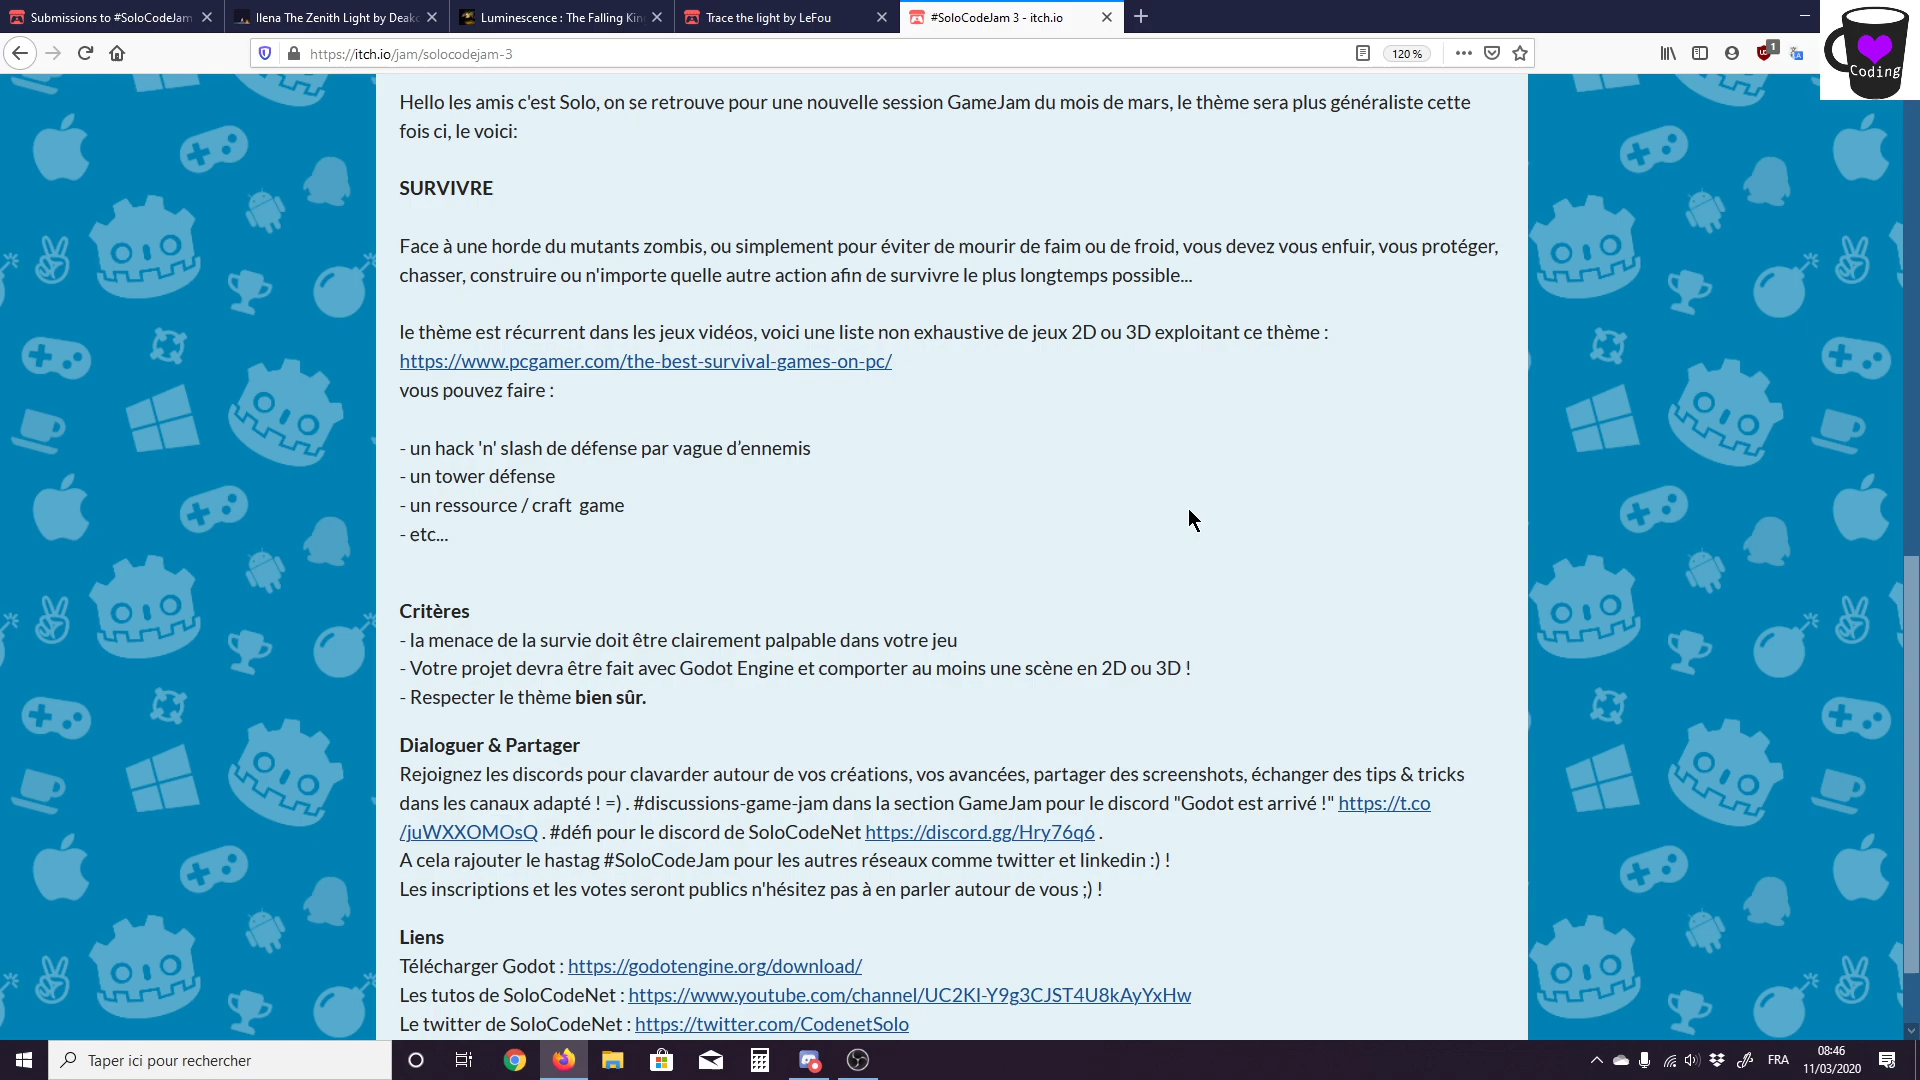 Submissions to #SoloCodeJam
Ilena The Zenith Light by Deak
Luminescence : The Falling Kin
Trace the light by LeFou
#SoloCodeJam 3 - itch.io
https://itch.io/jam/solocodejam-3
120 %
1
Coding
Hello les amis c'est Solo, on se retrouve pour une nouvelle session GameJam du mois de mars, le thème sera plus généraliste cette
fois ci, le voici:
SURVIVRE
Face à une horde du mutants zombis, ou simplement pour éviter de mourir de faim ou de froid, vous devez vous enfuir, vous protéger,
chasser, construire ou n'importe quelle autre action afin de survivre le plus longtemps possible...
le thème est récurrent dans les jeux vidéos, voici une liste non exhaustive de jeux 2D ou 3D exploitant ce thème :
https://www.pcgamer.com/the-best-survival-games-on-pc/
vous pouvez faire :
- un hack 'n' slash de défense par vague d’ennemis
- un tower défense
- un ressource / craft game
- etc...
Critères
- la menace de la survie doit être clairement palpable dans votre jeu
- Votre projet devra être fait avec Godot Engine et comporter au moins une scène en 2D ou 3D !
- Respecter le thème bien sûr.
Dialoguer & Partager
Rejoignez les discords pour clavarder autour de vos créations, vos avancées, partager des screenshots, échanger des tips & tricks
dans les canaux adapté ! =) . #discussions-game-jam dans la section GameJam pour le discord "Godot est arrivé !" https://t.co
/juWXXOMOsQ . #défi pour le discord de SoloCodeNet https://discord.gg/Hry76q6 .
A cela rajouter le hastag #SoloCodeJam pour les autres réseaux comme twitter et linkedin :) !
Les inscriptions et les votes seront publics n'hésitez pas à en parler autour de vous ;) !
Liens
Télécharger Godot : https://godotengine.org/download/
Les tutos de SoloCodeNet : https://www.youtube.com/channel/UC2KI-Y9g3CJST4U8kAyYxHw
Le twitter de SoloCodeNet : https://twitter.com/CodenetSolo
Taper ici pour rechercher
FRA
08:46
11/03/2020